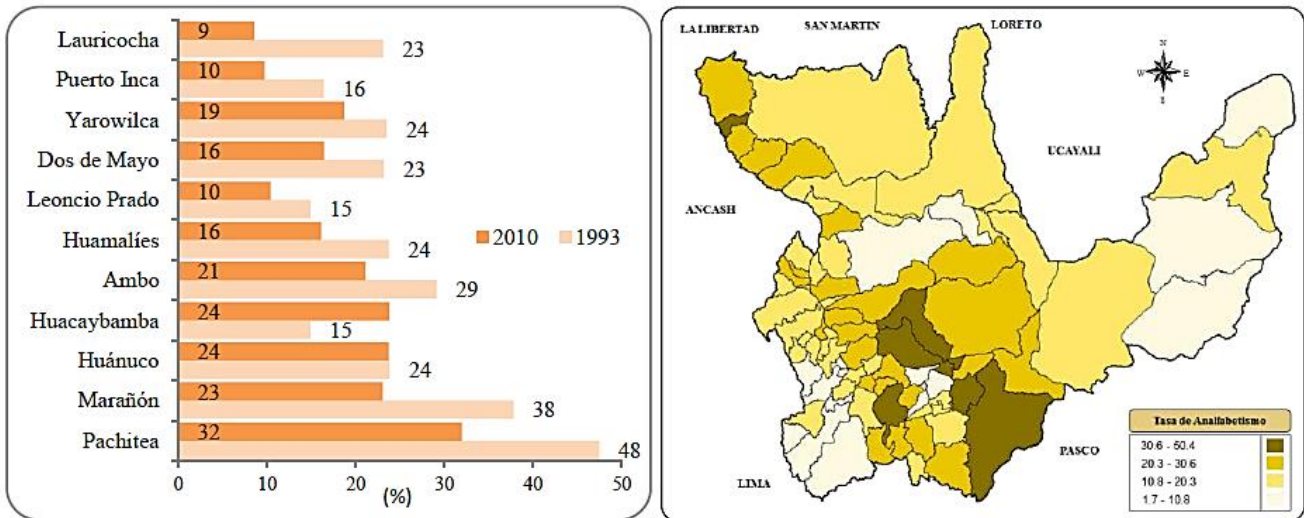 Lauricocha 9 23
Puerto Inca 10 16
Yarowilca 19 24
Dos de Mayo 16 23
Leoncio Prado 10 15
Huamalíes 16 24
2010 1993
Ambo 21 29
Huacaybamba 24 15
Huánuco 24 24
Marañón 23 38
Pachitea 32 48
0 10 20 30 40 50
(%)
LA LIBERTAD SAN MARTIN LORETO
N
W E
S
UCAYALI
ANCASH
PASCO
LIMA
Tasa de Analfabetismo
30.6 - 50.4
20.3 - 30.6
10.8 - 20.3
1.7 - 10.8